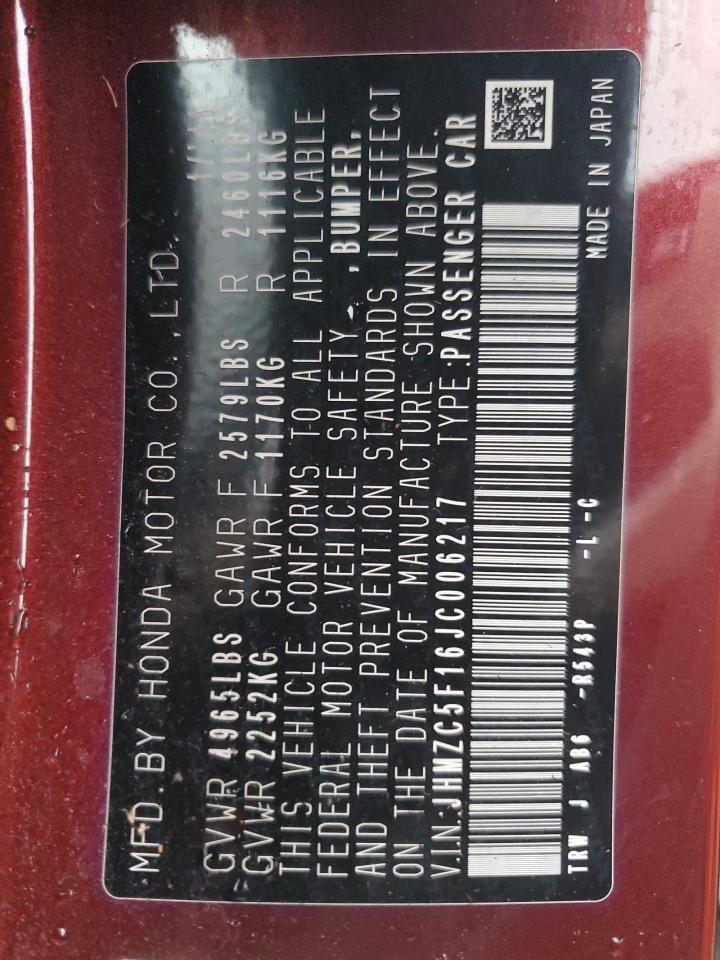 MFD.BY HONDA MOTOR CO.,LTD.
GVWR 4965LBS GAWR F 2579LBS R 2460LBS
GVWR 2252KG GAWR F 1170KG R 1116KG
THIS VEHICLE CONFORMS TO ALL APPLICABLE
FEDERAL MOTOR VEHICLE SAFETY ,BUMPER,
AND THEFT PREVENTION STANDARDS IN EFFECT
ON THE DATE OF MANUFACTURE SHOWN ABOVE.
V.I.N:JHMZC5F16JC006217 TYPE:PASSENGER CAR
TRW J AB6 -R543P -L-C MADE IN JAPAN